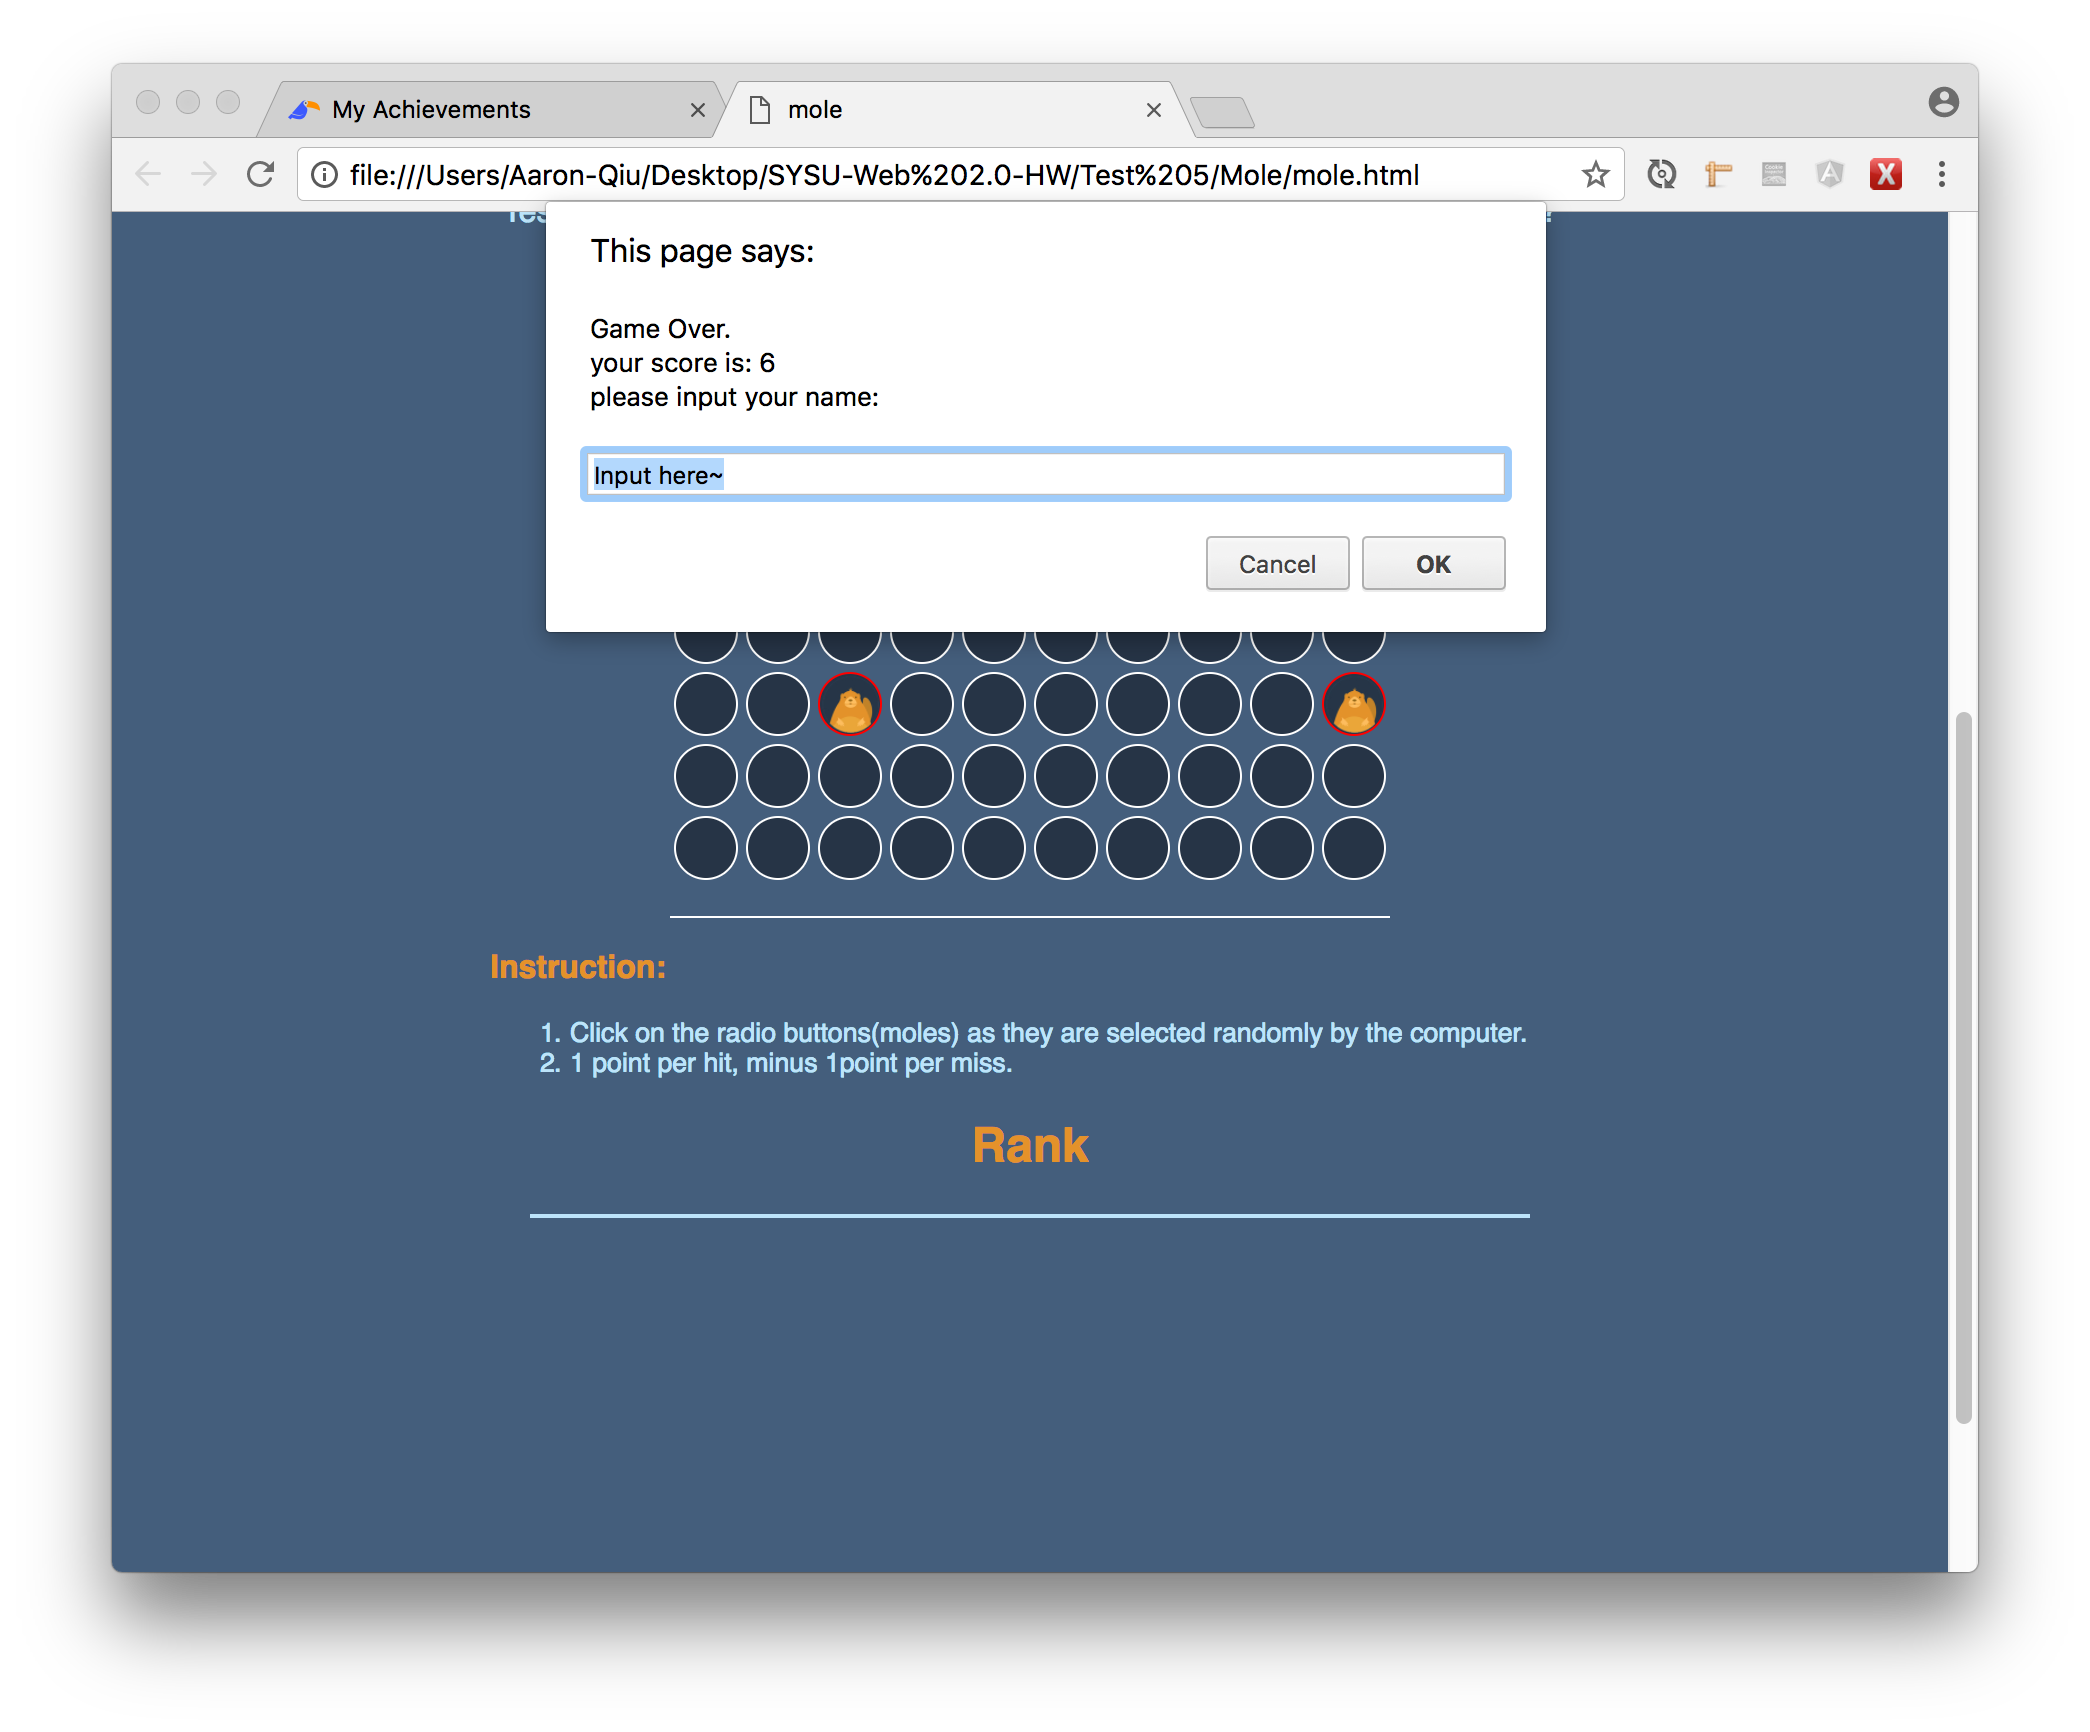 My Achievements
mole
file:///Users/Aaron-Qiu/Desktop/SYSU-Web%202.0-HW/Test%205/Mole/mole.html
This page says:
Game Over.
your score is: 6
please input your name:
Input here~
Cancel
OK
Instruction:
1. Click on the radio buttons(moles) as they are selected randomly by the computer.
2. 1 point per hit, minus 1point per miss.
Rank